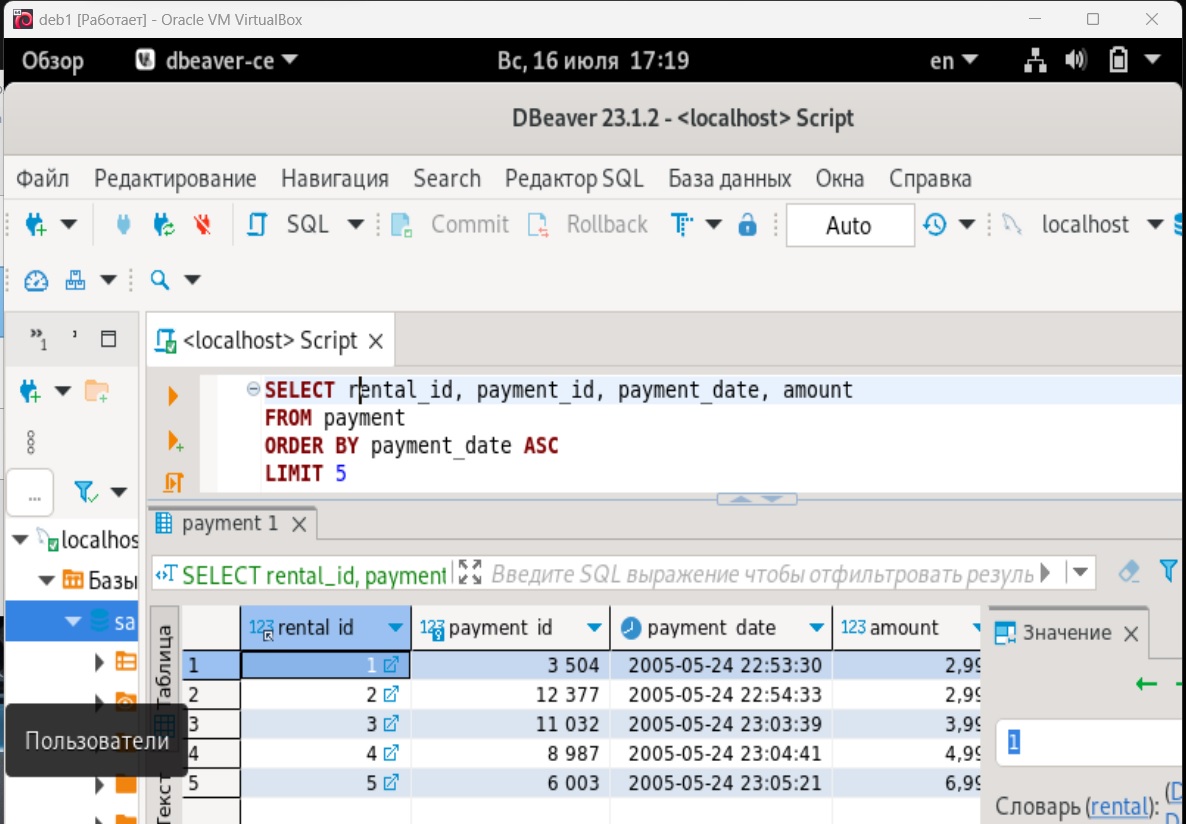 deb1 [Работает] - Oracle VM VirtualBox
Обзор dbeaver-ce Вс, 16 июля 17:19 en
DBeaver 23.1.2 - <localhost> Script
Файл Редактирование Навигация Search Редактор SQL База данных Окна Справка
SQL Commit Rollback Auto localhost
»1
<localhost> Script
SELECT rental_id, payment_id, payment_date, amount
FROM payment
ORDER BY payment_date ASC
LIMIT 5
...
payment 1
localhos
Базы
sa
SELECT rental_id, payment Введите SQL выражение чтобы отфильтровать резуль
Таблица
Текст
123 rental_id 123 payment_id payment_date 123 amount
1 1 3 504 2005-05-24 22:53:30 2,99
2 2 12 377 2005-05-24 22:54:33 2,99
3 3 11 032 2005-05-24 23:03:39 3,99
4 4 8 987 2005-05-24 23:04:41 4,99
5 5 6 003 2005-05-24 23:05:21 6,99
Пользователи
Значение
1
Словарь (rental):